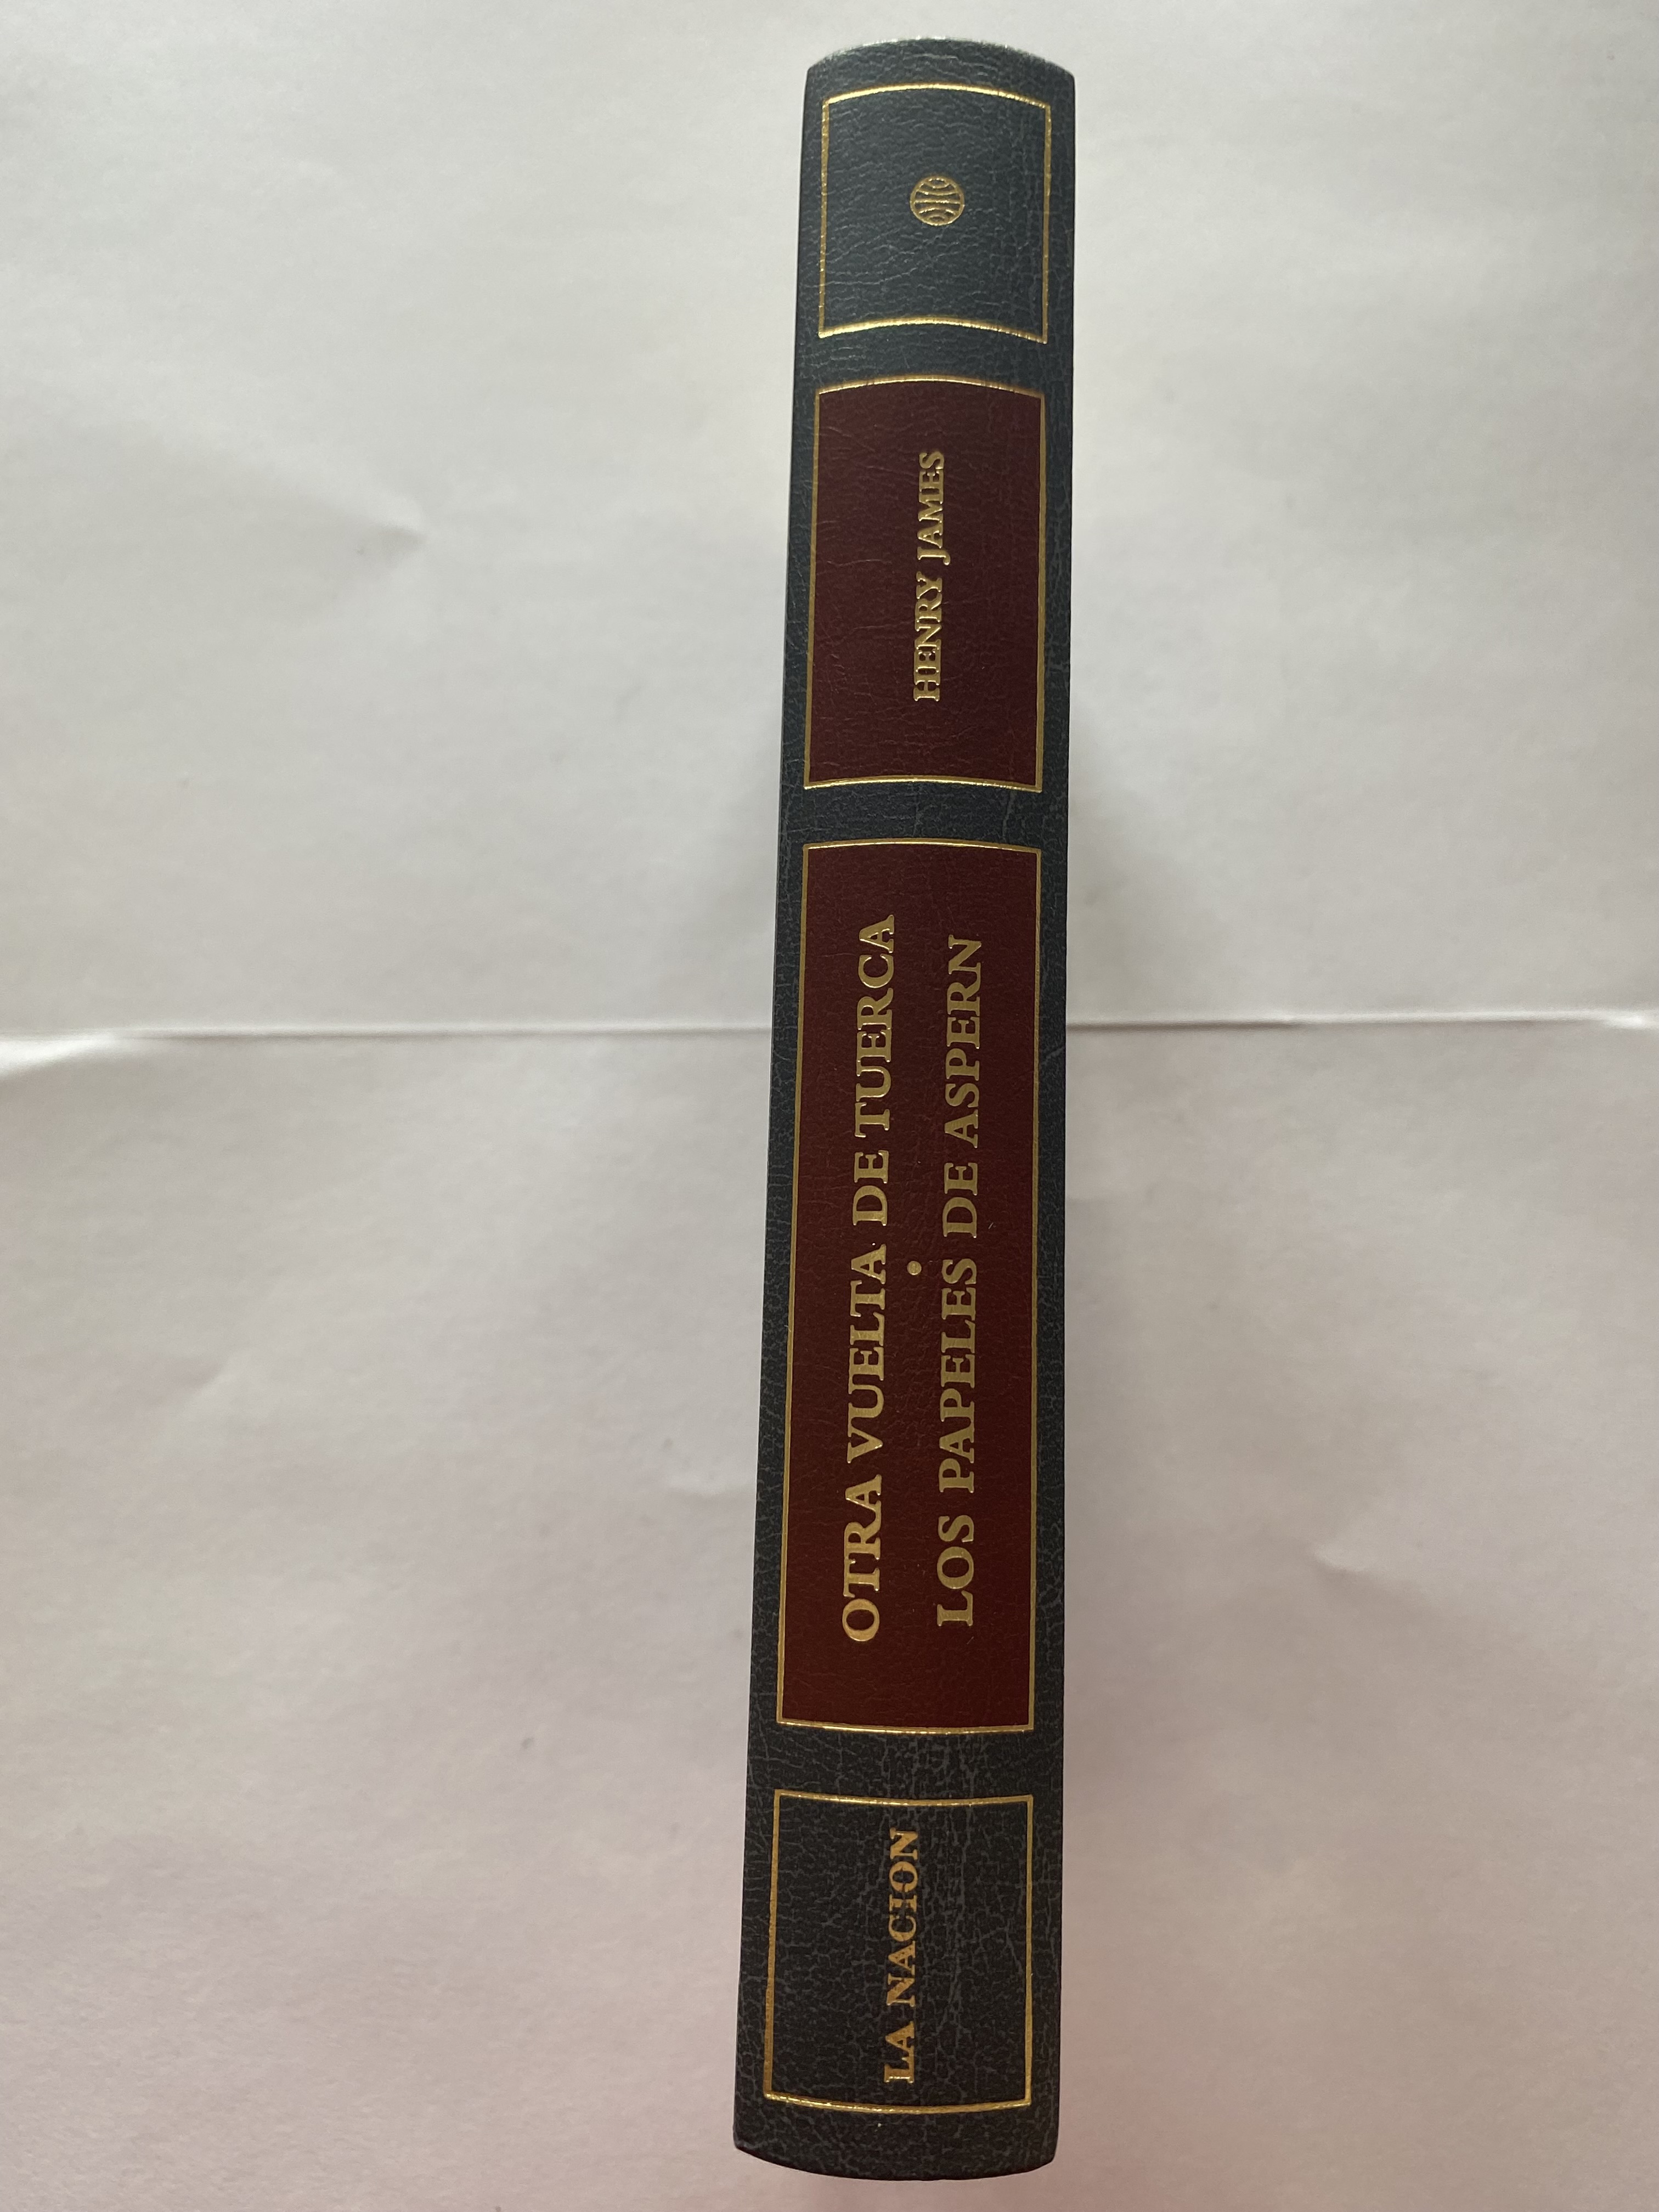 HENRY JAMES
OTRA VUELTA DE TUERCA
•
LOS PAPELES DE ASPERN
LA NACION